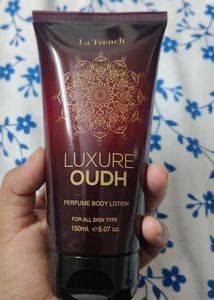 La'French
LUXURE
OUDH
PERFUME BODY LOTION
FOR ALL SKIN TYPE
150ml. e 5.07 oz.